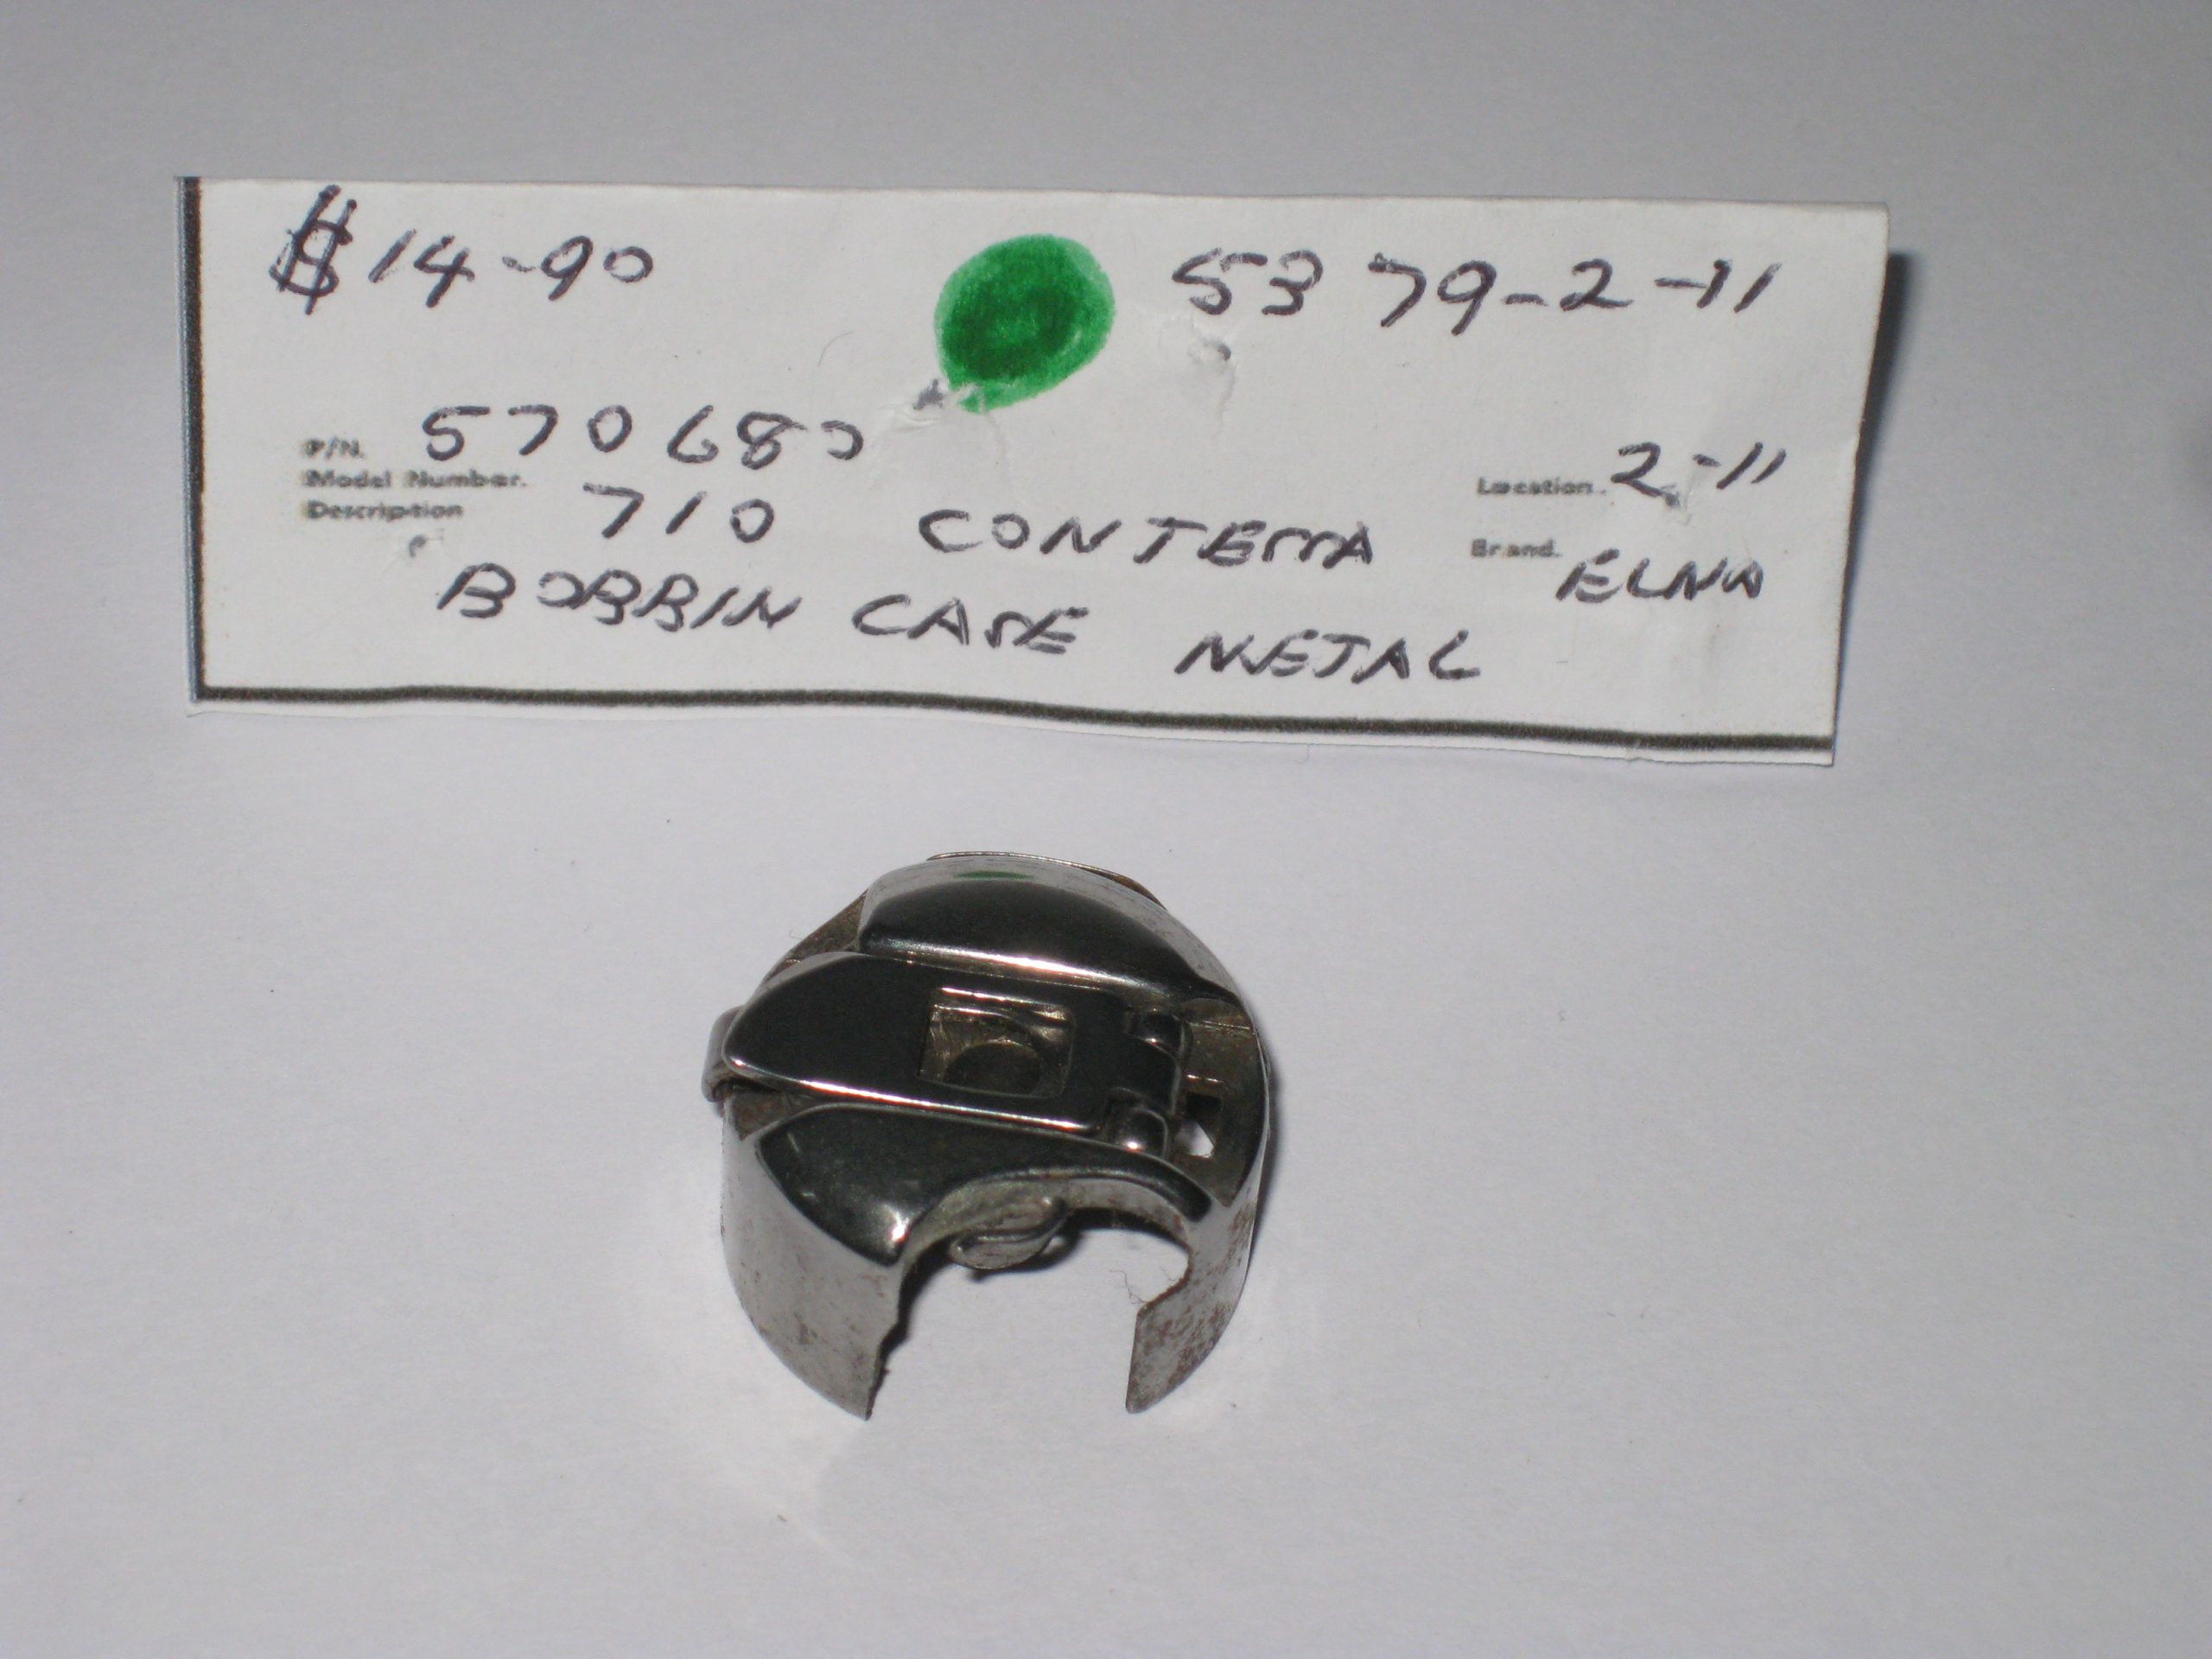 $14-90 5379-2-11
P/N. 570680
Model Number. 710 CONTEMA
Location. 2-11
Description
Brand. ELNA
BOBBIN CASE METAL